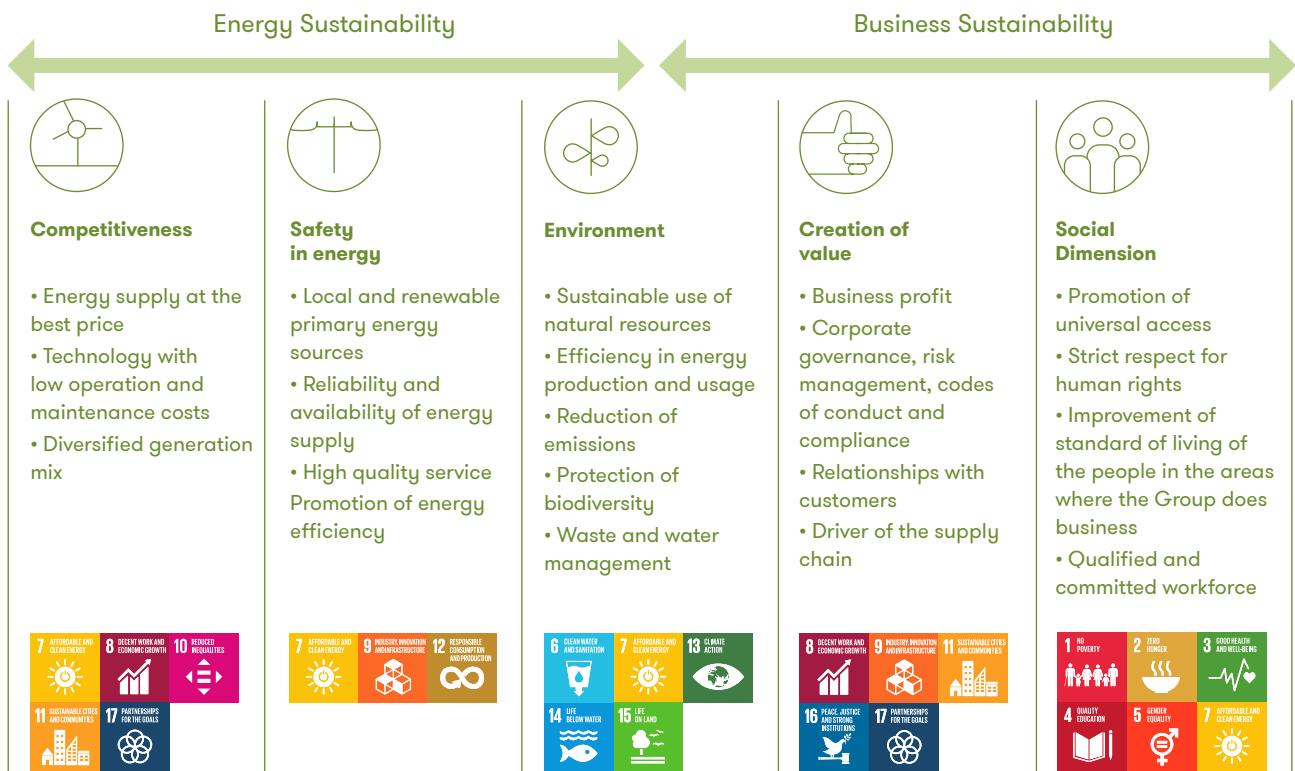 Energy Sustainability
Business Sustainability
Competitiveness
• Energy supply at the
best price
• Technology with
low operation and
maintenance costs
• Diversified generation
mix
7 AFFORDABLE AND
CLEAN ENERGY
8 DECENT WORK AND
ECONOMIC GROWTH
10 REDUCED
INEQUALITIES
11 SUSTAINABLE CITIES
AND COMMUNITIES
17 PARTNERSHIPS
FOR THE GOALS
Safety
in energy
• Local and renewable
primary energy
sources
• Reliability and
availability of energy
supply
• High quality service
Promotion of energy
efficiency
7 AFFORDABLE AND
CLEAN ENERGY
9 INDUSTRY, INNOVATION
AND INFRASTRUCTURE
12 RESPONSIBLE
CONSUMPTION
AND PRODUCTION
Environment
• Sustainable use of
natural resources
• Efficiency in energy
production and usage
• Reduction of
emissions
• Protection of
biodiversity
• Waste and water
management
6 CLEAN WATER
AND SANITATION
7 AFFORDABLE AND
CLEAN ENERGY
13 CLIMATE
ACTION
14 LIFE
BELOW WATER
15 LIFE
ON LAND
Creation of
value
• Business profit
• Corporate
governance, risk
management, codes
of conduct and
compliance
• Relationships with
customers
• Driver of the supply
chain
8 DECENT WORK AND
ECONOMIC GROWTH
9 INDUSTRY, INNOVATION
AND INFRASTRUCTURE
11 SUSTAINABLE CITIES
AND COMMUNITIES
16 PEACE, JUSTICE
AND STRONG
INSTITUTIONS
17 PARTNERSHIPS
FOR THE GOALS
Social
Dimension
• Promotion of
universal access
• Strict respect for
human rights
• Improvement of
standard of living of
the people in the areas
where the Group does
business
• Qualified and
committed workforce
1 NO
POVERTY
2 ZERO
HUNGER
3 GOOD HEALTH
AND WELL-BEING
4 QUALITY
EDUCATION
5 GENDER
EQUALITY
7 AFFORDABLE AND
CLEAN ENERGY